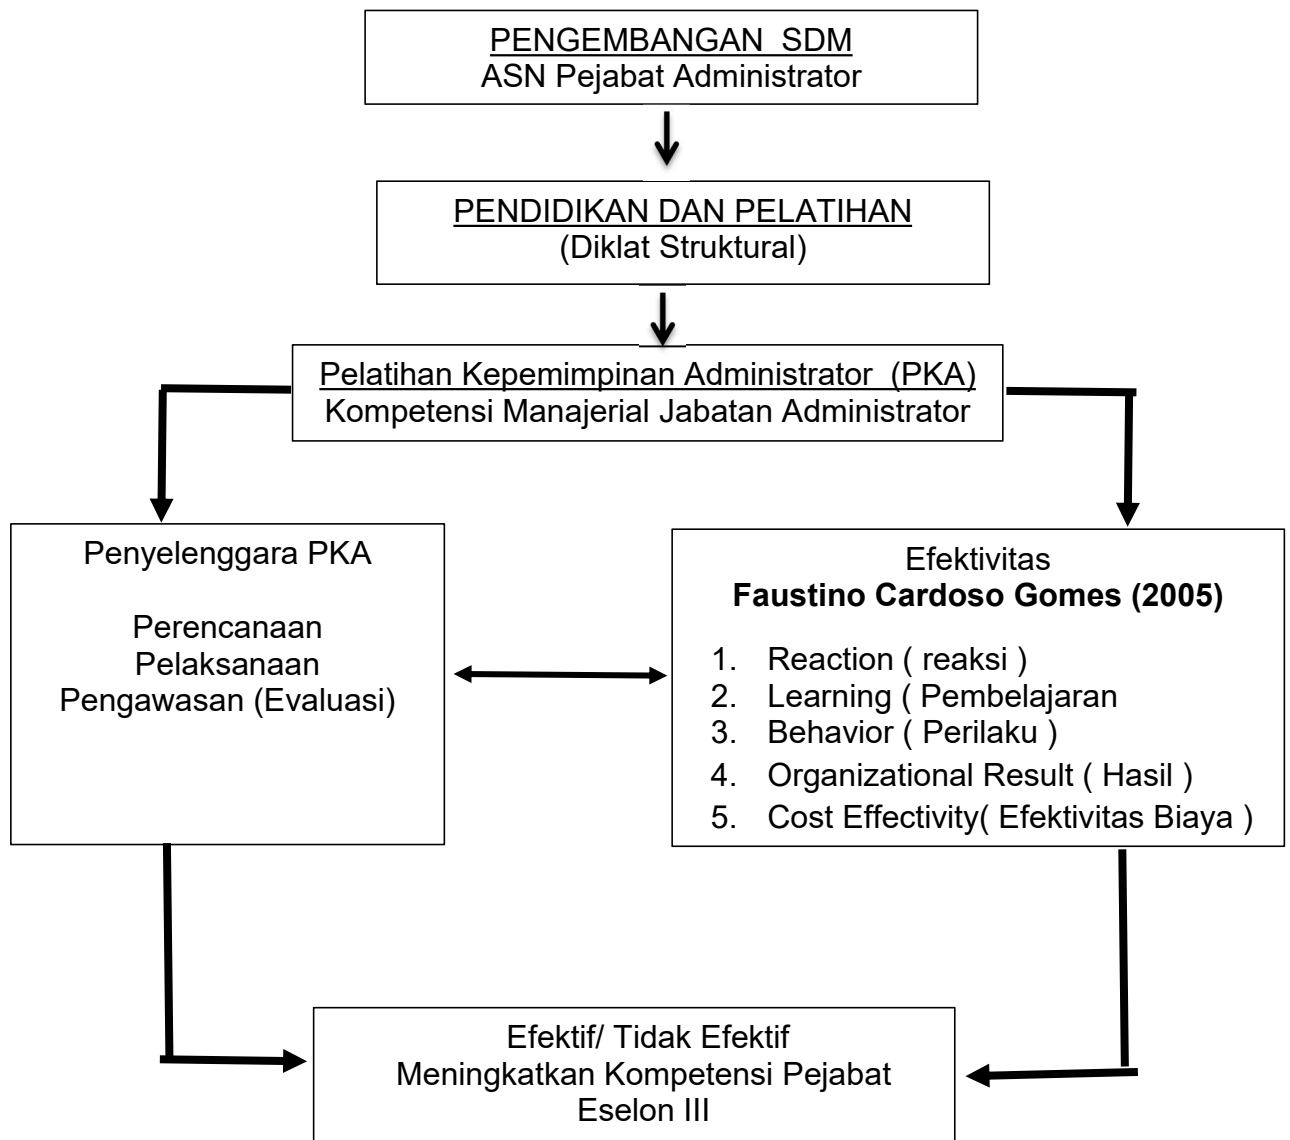 PENGEMBANGAN  SDM
ASN Pejabat Administrator
PENDIDIKAN DAN PELATIHAN
(Diklat Struktural)
Pelatihan Kepemimpinan Administrator  (PKA)
Kompetensi Manajerial Jabatan Administrator
Penyelenggara PKA
Perencanaan
Pelaksanaan
Pengawasan (Evaluasi)
Efektivitas
Faustino Cardoso Gomes (2005)
1. Reaction ( reaksi )
2. Learning ( Pembelajaran
3. Behavior ( Perilaku )
4. Organizational Result ( Hasil )
5. Cost Effectivity( Efektivitas Biaya )
Efektif/ Tidak Efektif
Meningkatkan Kompetensi Pejabat
Eselon III